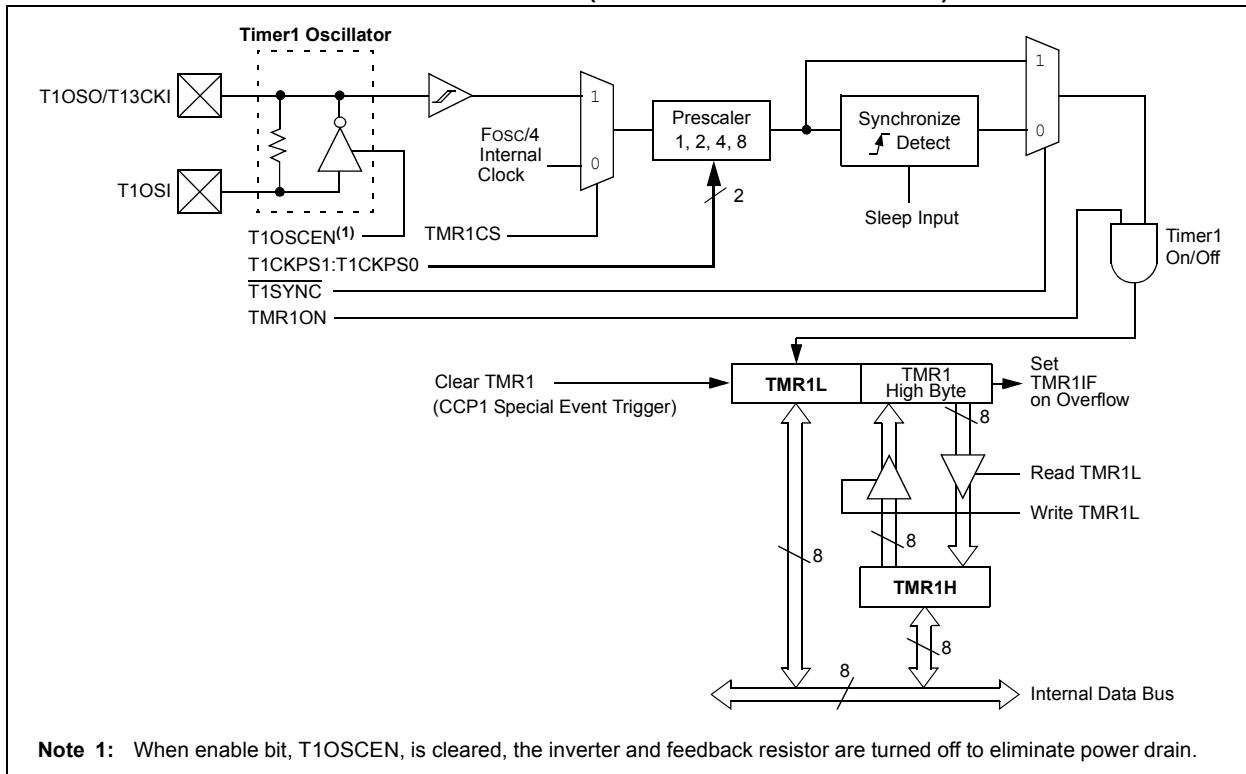 Timer1 Oscillator
T1OSO/T13CKI
T1OSI
FOSC/4
Internal
Clock
1
0
Prescaler
1, 2, 4, 8
2
Synchronize
Detect
Sleep Input
1
0
T1OSCEN(1)
TMR1CS
T1CKPS1:T1CKPS0
T1SYNC
TMR1ON
Timer1
On/Off
Clear TMR1
(CCP1 Special Event Trigger)
TMR1L
TMR1
High Byte
Set
TMR1IF
on Overflow
8
Read TMR1L
Write TMR1L
8
8
TMR1H
8
8
Internal Data Bus
Note 1: When enable bit, T1OSCEN, is cleared, the inverter and feedback resistor are turned off to eliminate power drain.